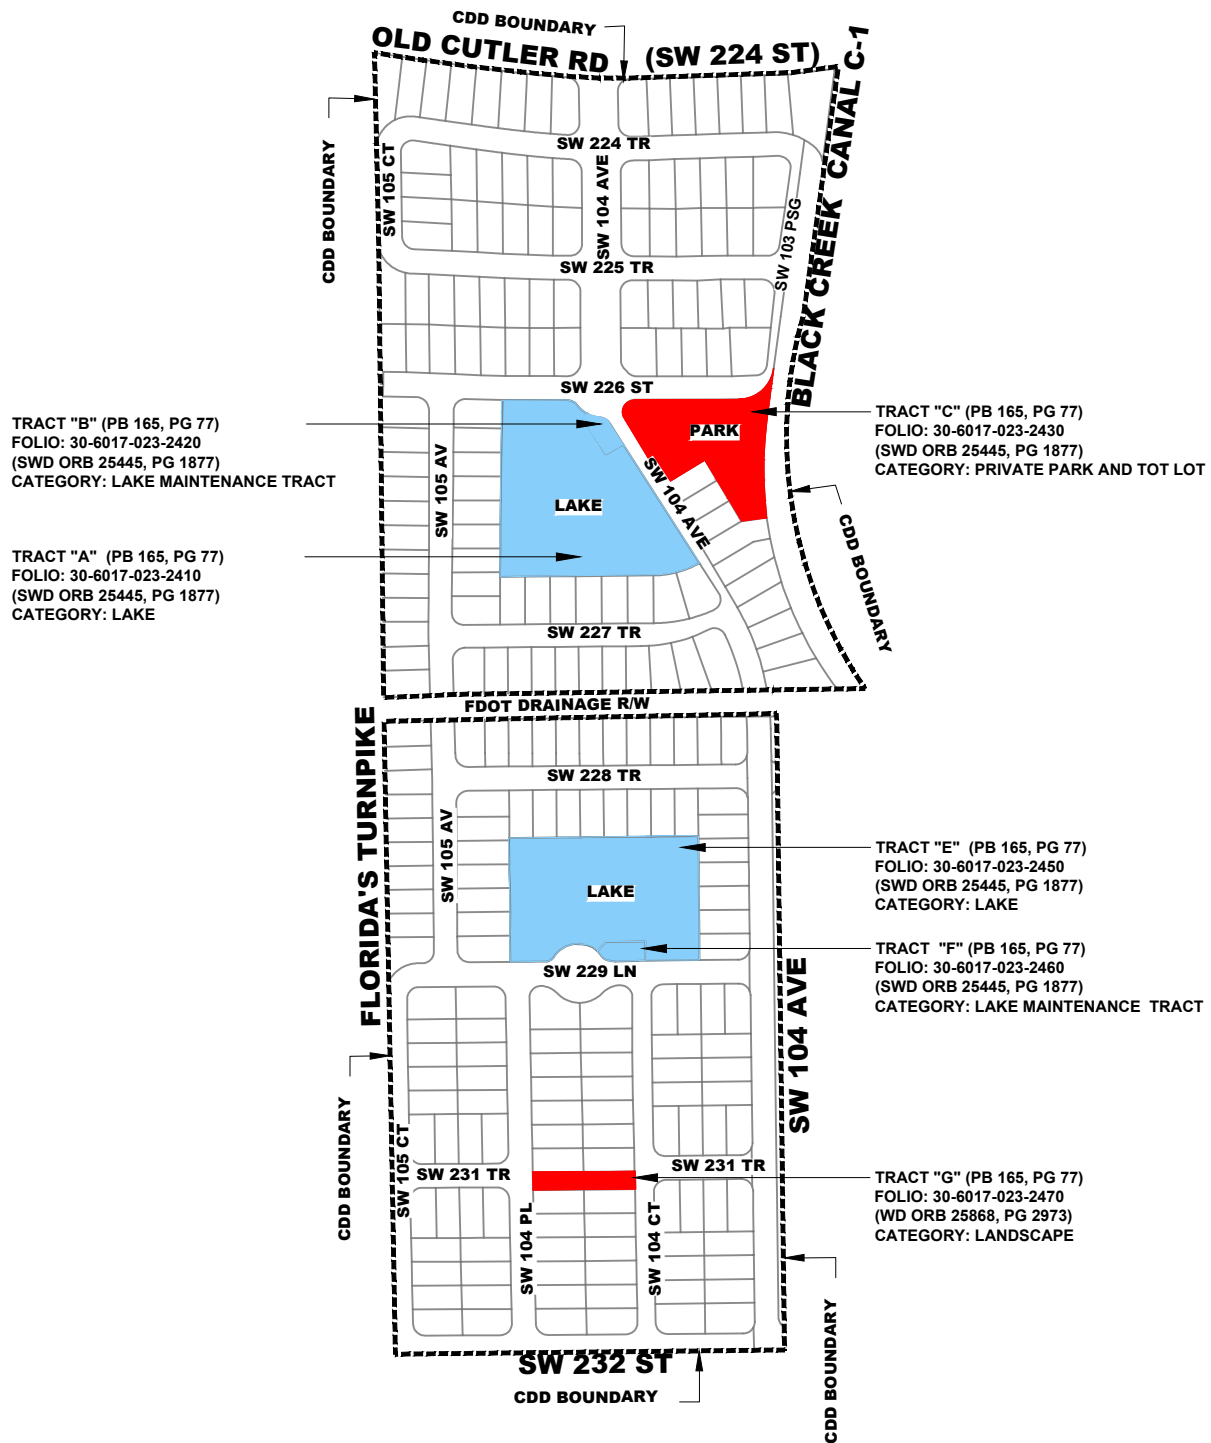 CDD BOUNDARY
OLD CUTLER RD (SW 224 ST)
BLACK CREEK CANAL C-1
CDD BOUNDARY
SW 105 CT
SW 224 TR
SW 104 AVE
SW 103 PSG
SW 225 TR
SW 226 ST
TRACT "B" (PB 165, PG 77)
FOLIO: 30-6017-023-2420
(SWD ORB 25445, PG 1877)
CATEGORY: LAKE MAINTENANCE TRACT
TRACT "C" (PB 165, PG 77)
FOLIO: 30-6017-023-2430
(SWD ORB 25445, PG 1877)
CATEGORY: PRIVATE PARK AND TOT LOT
PARK
SW 105 AV
LAKE
SW 104 AVE
TRACT "A" (PB 165, PG 77)
FOLIO: 30-6017-023-2410
(SWD ORB 25445, PG 1877)
CATEGORY: LAKE
CDD BOUNDARY
SW 227 TR
FDOT DRAINAGE R/W
FLORIDA'S TURNPIKE
SW 228 TR
SW 105 AV
TRACT "E" (PB 165, PG 77)
FOLIO: 30-6017-023-2450
(SWD ORB 25445, PG 1877)
CATEGORY: LAKE
LAKE
TRACT "F" (PB 165, PG 77)
FOLIO: 30-6017-023-2460
(SWD ORB 25445, PG 1877)
CATEGORY: LAKE MAINTENANCE TRACT
SW 229 LN
SW 104 AVE
CDD BOUNDARY
SW 105 CT
SW 231 TR
SW 231 TR
TRACT "G" (PB 165, PG 77)
FOLIO: 30-6017-023-2470
(WD ORB 25868, PG 2973)
CATEGORY: LANDSCAPE
SW 104 PL
SW 104 CT
SW 232 ST
CDD BOUNDARY
CDD BOUNDARY